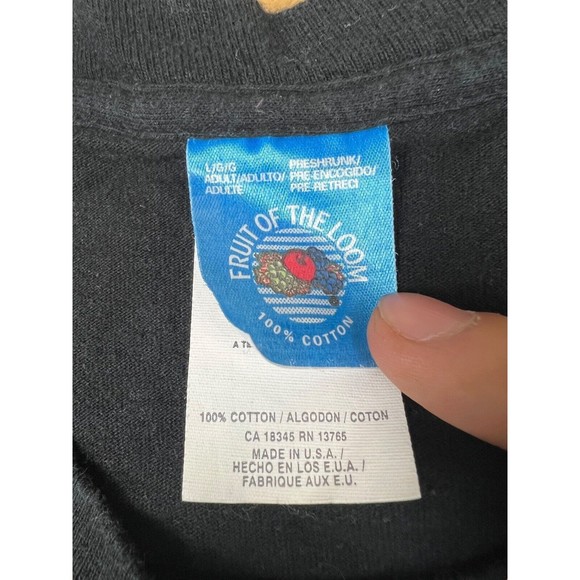 L/G/G PRESHRUNK/
ADULT/ADULTO/ PRE-ENCOGIDO/
ADULTE PRE-RETRECI
FRUIT OF THE LOOM
100% COTTON
A
100% COTTON / ALGODON / COTON
CA 18345 RN 13765
MADE IN U.S.A. /
HECHO EN LOS E.U.A. /
FABRIQUE AUX E.U.